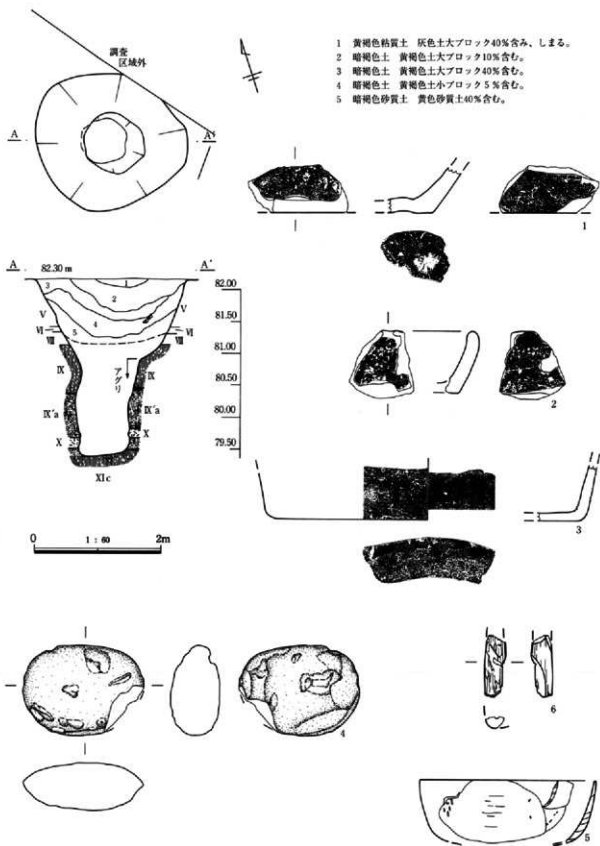 調査
区域外
1 黄褐色粘質土 灰色土大ブロック40%含み、しまる。
2 暗褐色土 黄褐色土大ブロック10%含む。
3 暗褐色土 黄褐色土大ブロック40%含む。
4 暗褐色土 黄褐色土小ブロック5%含む。
5 暗褐色砂質土 黄色砂質土40%含む。
A
A'
1
A
82.30m
A'
82.00
81.50
81.00
80.50
80.00
79.50
1
2
3
4
5
V
V
VI
VI
VII
VII
IX
IX
アグリ
IX'a
IX'a
X
X
XIc
2
3
0
1:60
2m
4
6
5